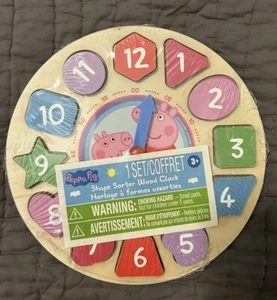 12
11
1
10
2
9
3
8
4
7
6
5
Peppa Pig
1 SET/COFFRET
3+
Shape Sorter Wood Clock
Horloge à formes assorties
WARNING: CHOKING HAZARD - Small parts.
Not for children under 3 years.
AVERTISSEMENT: